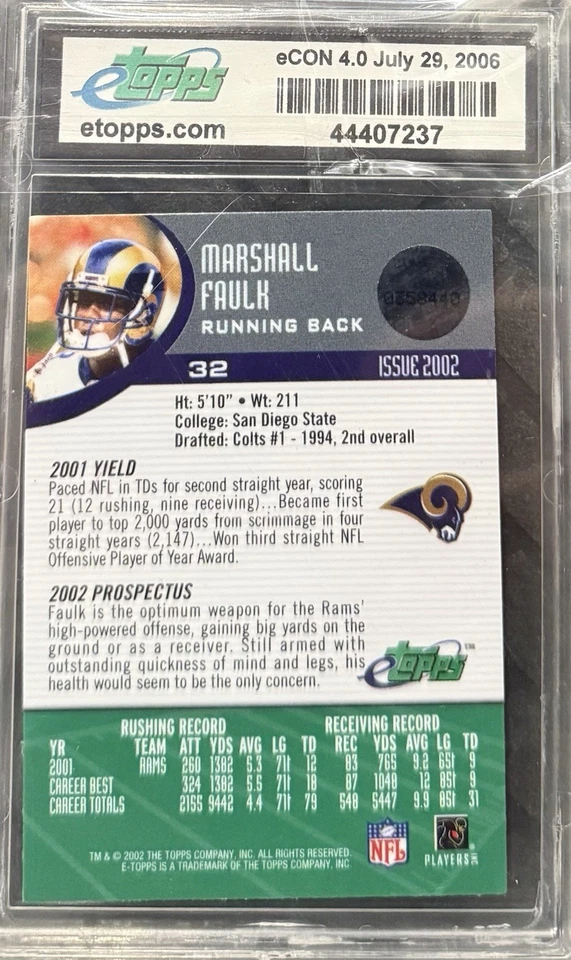 etopps
eCON 4.0 July 29, 2006
etopps.com
44407237
MARSHALL
FAULK
RUNNING BACK
32
ISSUE 2002
Ht: 5'10" • Wt: 211
College: San Diego State
Drafted: Colts #1 - 1994, 2nd overall
2001 YIELD
Paced NFL in TDs for second straight year, scoring
21 (12 rushing, nine receiving)...Became first
player to top 2,000 yards from scrimmage in four
straight years (2,147)...Won third straight NFL
Offensive Player of Year Award.
2002 PROSPECTUS
Faulk is the optimum weapon for the Rams'
high-powered offense, gaining big yards on the
ground or as a receiver. Still armed with
outstanding quickness of mind and legs, his
health would seem to be the only concern.
etopps
RUSHING RECORD RECEIVING RECORD
YR TEAM ATT YDS AVG LG TD REC YDS AVG LG TD
2001 RAMS 260 1382 5.3 71t 12 83 765 9.2 65t 9
CAREER BEST 324 1382 5.5 71t 18 87 1048 12 85t 9
CAREER TOTALS 2155 9442 4.4 71t 79 548 5447 9.9 85t 31
NFL
PLAYERS INC
TM & © 2002 THE TOPPS COMPANY, INC. ALL RIGHTS RESERVED.
E-TOPPS IS A TRADEMARK OF THE TOPPS COMPANY, INC.